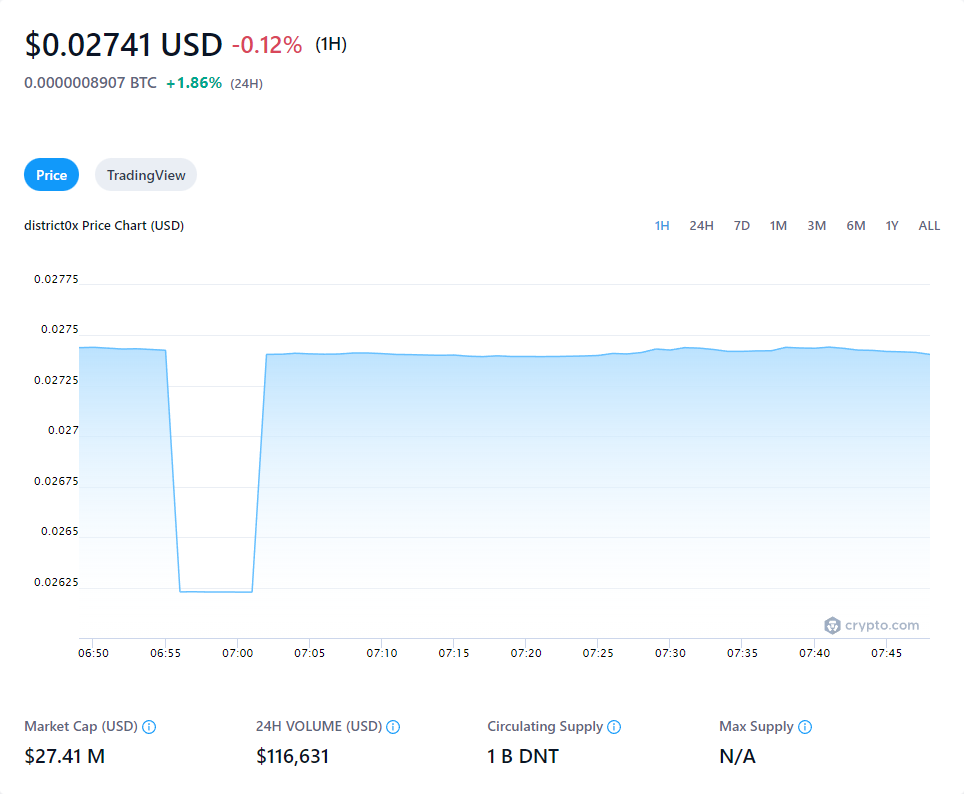 $0.02741 USD -0.12% (1H)
0.0000008907 BTC +1.86% (24H)
Price TradingView
district0x Price Chart (USD) 1H 24H 7D 1M 3M 6M 1Y ALL
0.02775
0.0275
0.02725
0.027
0.02675
0.0265
0.02625
crypto.com
06:50 06:55 07:00 07:05 07:10 07:15 07:20 07:25 07:30 07:35 07:40 07:45
Market Cap (USD) 24H VOLUME (USD) Circulating Supply Max Supply
$27.41 M $116,631 1 B DNT N/A